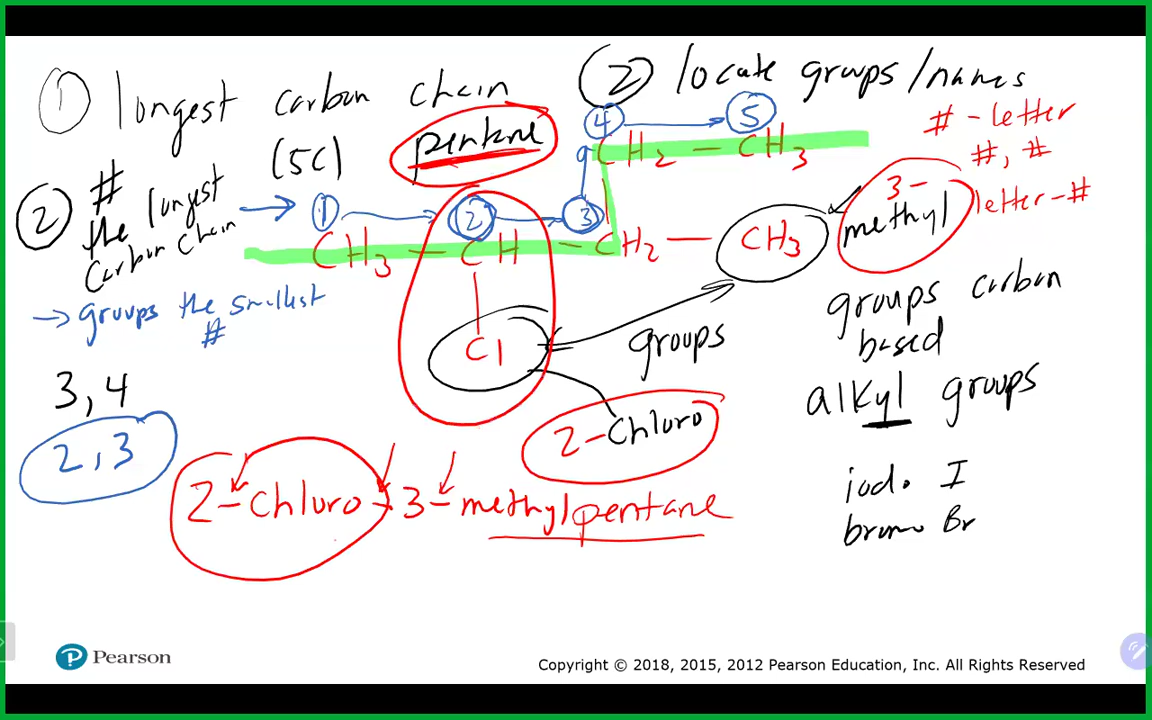 ① longest carbon chain
(5C)
pentane
② locate groups/names
# - letter
#, #
letter - #
② #
the longest
Carbon Chain
→ groups the smallest
#
3, 4
2, 3
④ → ⑤
CH2 - CH3
① → ② → ③
CH3 - CH - CH2 - CH3
Cl
3-
methyl
groups
2-Chloro
groups carbon
based
alkyl groups
iodo I
bromo Br
2-chloro-3-methylpentane
Pearson
Copyright © 2018, 2015, 2012 Pearson Education, Inc. All Rights Reserved